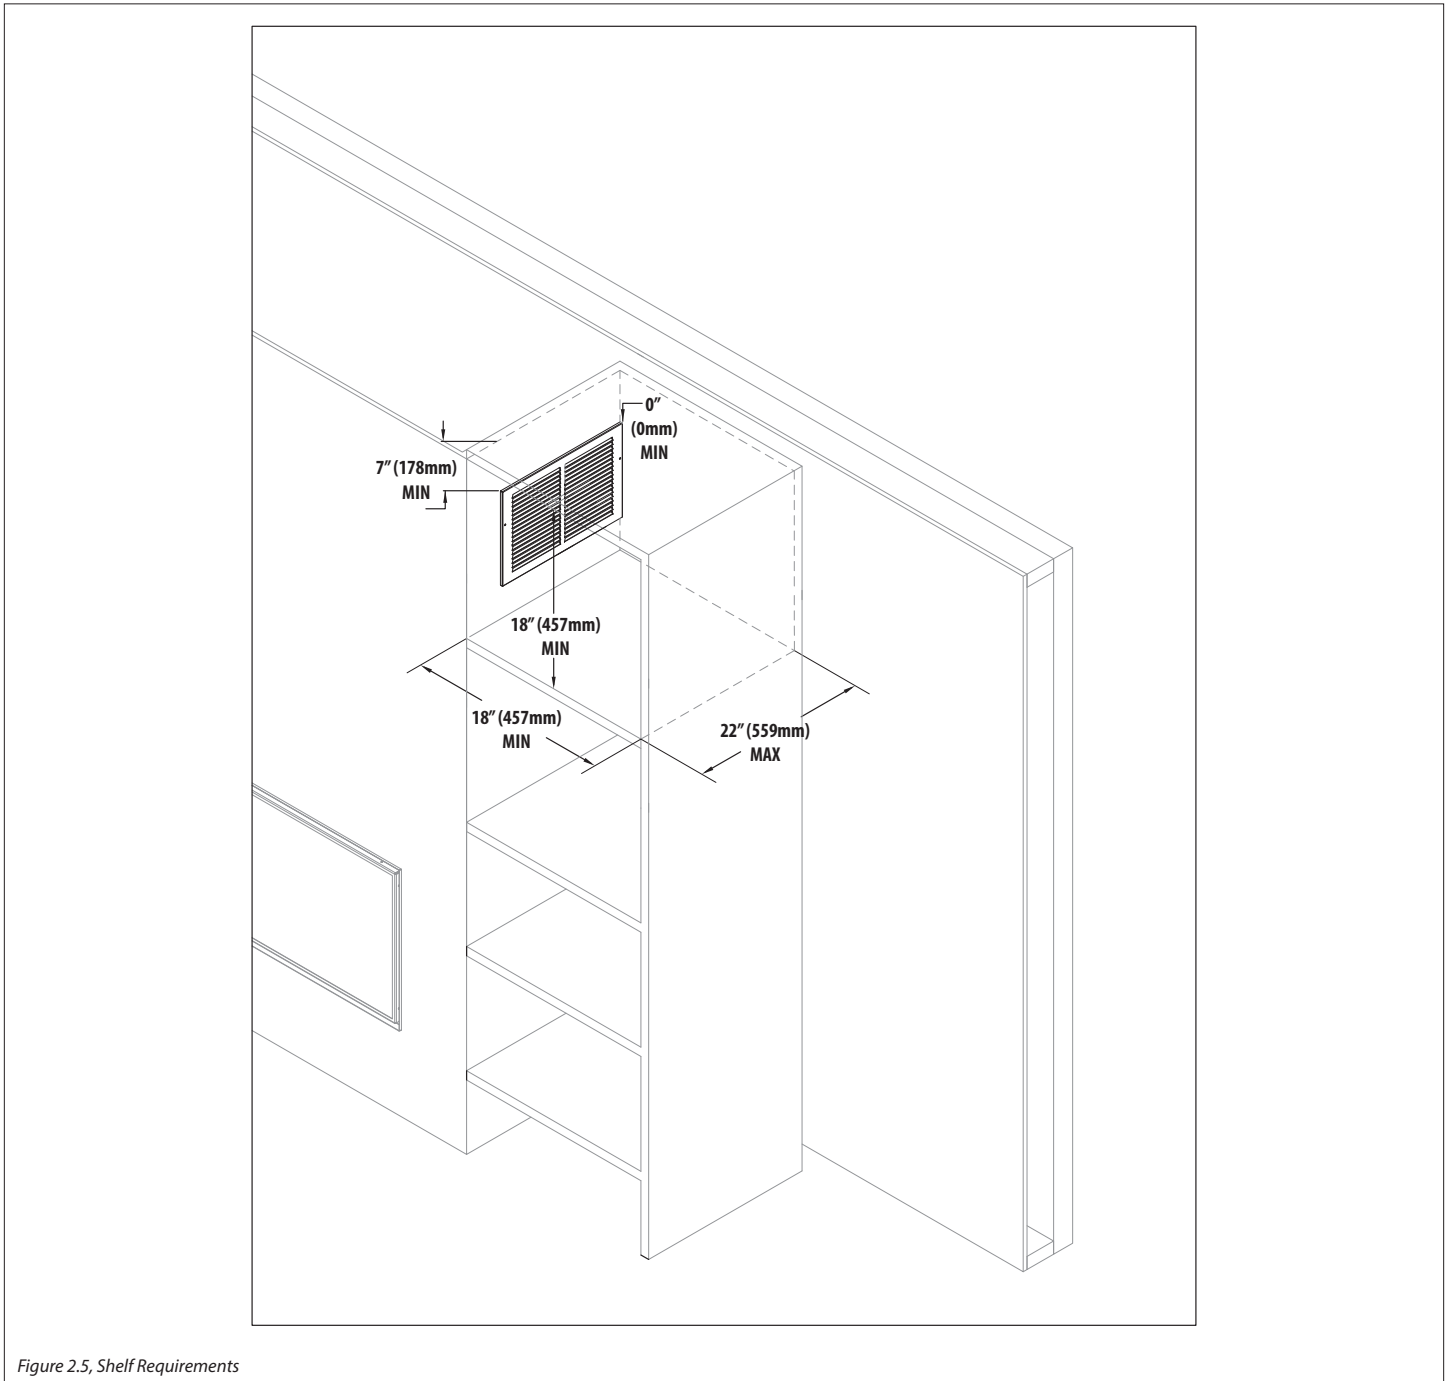 0″
(0mm)
MIN
7″ (178mm)
MIN
18″ (457mm)
MIN
18″ (457mm)
MIN
22″ (559mm)
MAX
Figure 2.5, Shelf Requirements